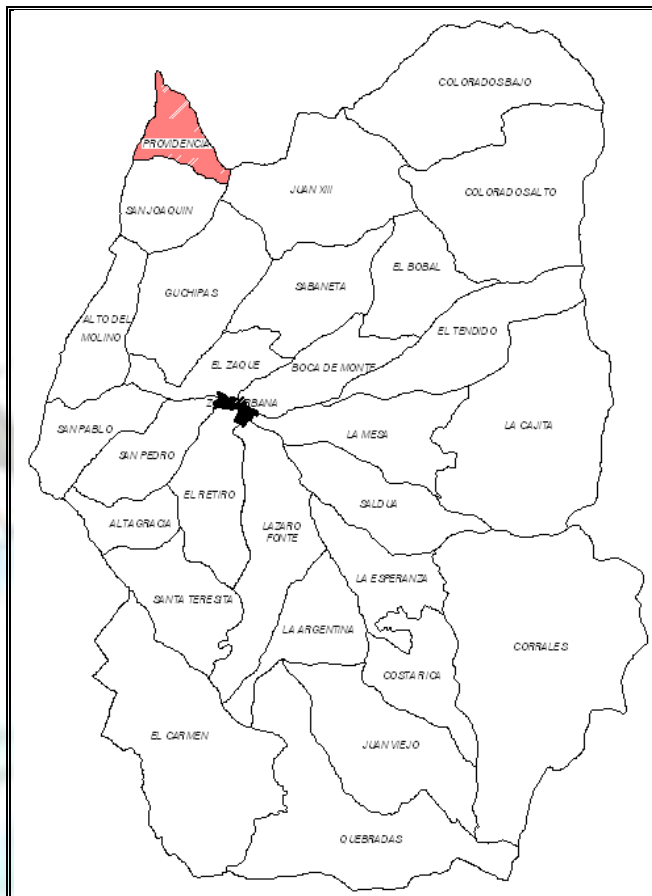 COLORADOS BAJO
PROVIDENCIA
JUAN XIII
COLORADOS ALTO
SAN JOAQUIN
EL BOBAL
SABANETA
GUCHIPAS
ALTO DEL
MOLINO
EL TENDIDO
EL ZAQUE
BOCA DE MONTE
LA CAJITA
SAN PABLO
LA MESA
SAN PEDRO
EL RETIRO
SALDUA
ALTAGRACIA
LAZARO
FONTE
LA ESPERANZA
SANTA TERESITA
LA ARGENTINA
CORRALES
COSTA RICA
EL CARMEN
JUAN VIEJO
QUEBRADAS